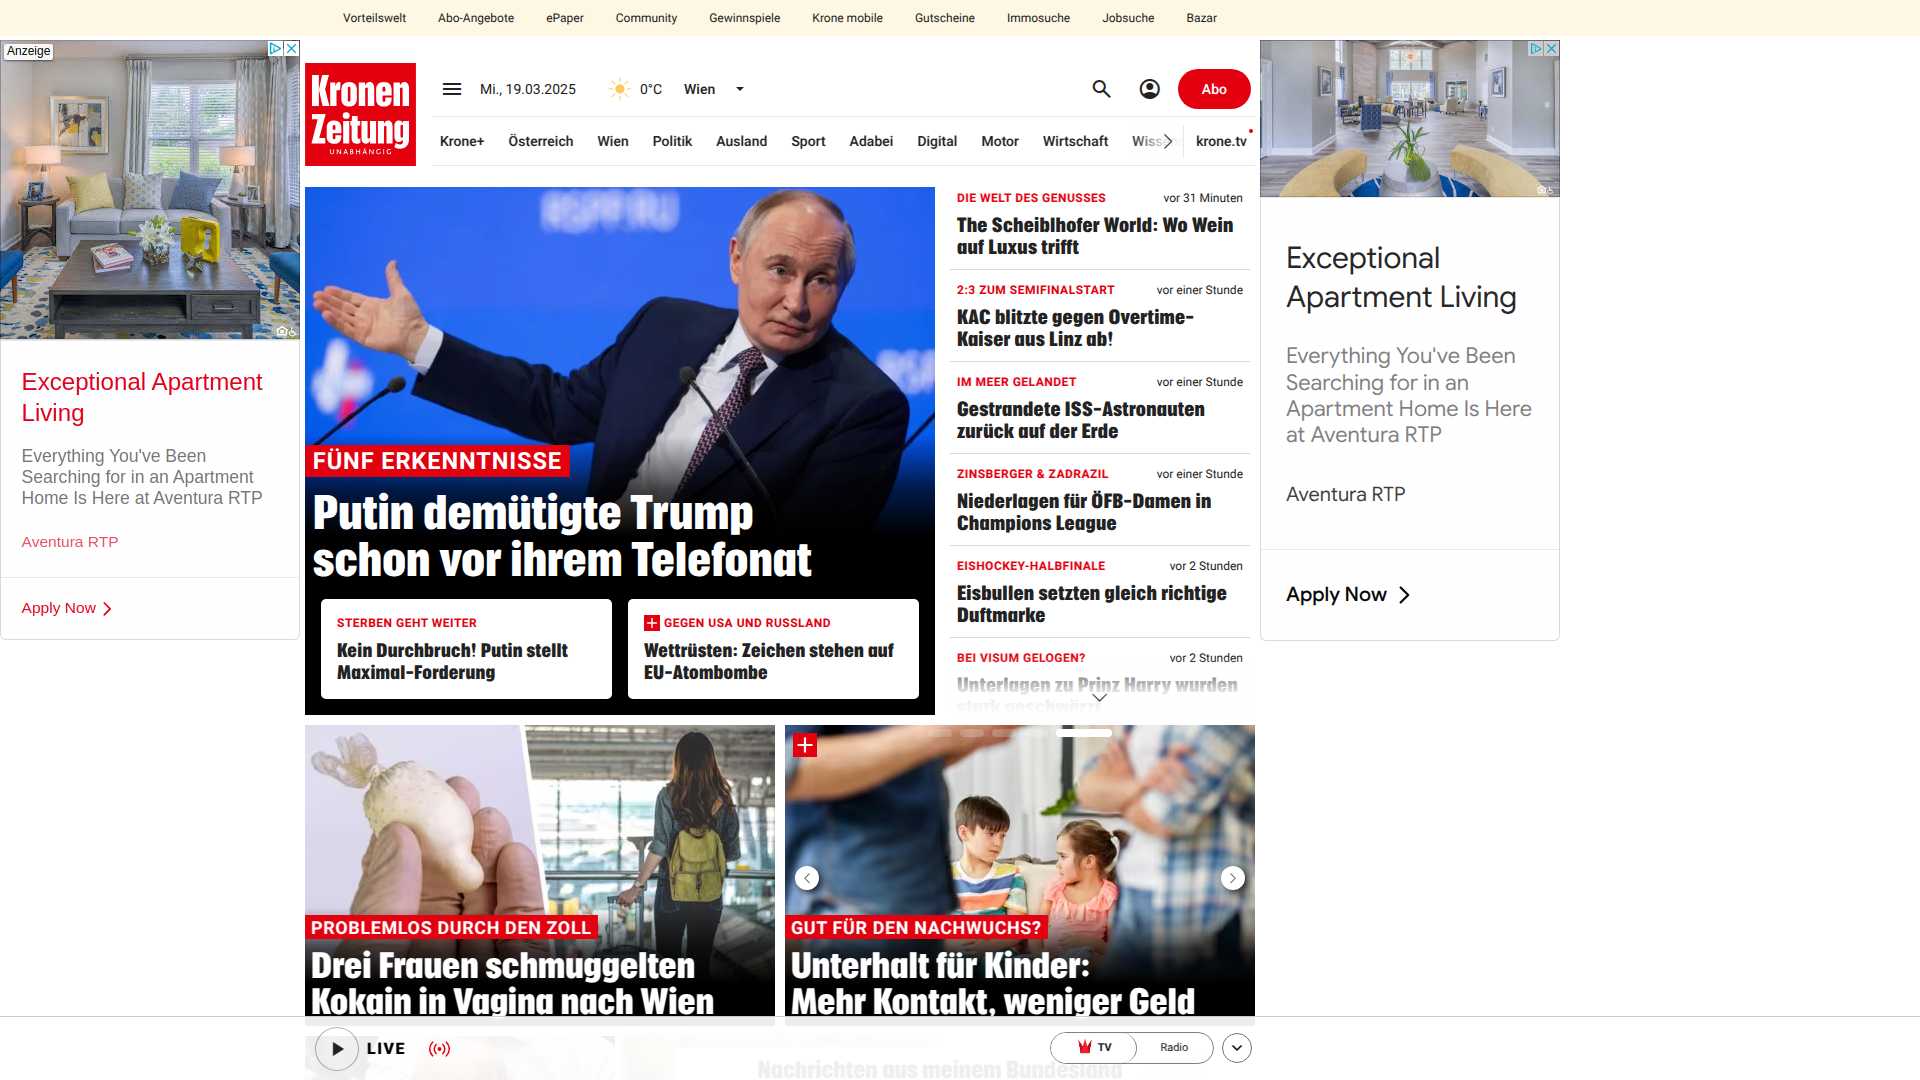 Vorteilswelt Abo-Angebote ePaper Community Gewinnspiele Krone mobile Gutscheine Immosuche Jobsuche Bazar
Anzeige
Exceptional Apartment
Living
Everything You've Been
Searching for in an Apartment
Home Is Here at Aventura RTP
Aventura RTP
Apply Now
Kronen
Zeitung
UNABHÄNGIG
Mi., 19.03.2025 0°C Wien
Abo
Krone+ Österreich Wien Politik Ausland Sport Adabei Digital Motor Wirtschaft krone.tv
RSPP.RU
FÜNF ERKENNTNISSE
Putin demütigte Trump
schon vor ihrem Telefonat
STERBEN GEHT WEITER
Kein Durchbruch! Putin stellt
Maximal-Forderung
GEGEN USA UND RUSSLAND
Wettrüsten: Zeichen stehen auf
EU-Atombombe
DIE WELT DES GENUSSES vor 31 Minuten
The Scheiblhofer World: Wo Wein
auf Luxus trifft
2:3 ZUM SEMIFINALSTART vor einer Stunde
KAC blitzte gegen Overtime-
Kaiser aus Linz ab!
IM MEER GELANDET vor einer Stunde
Gestrandete ISS-Astronauten
zurück auf der Erde
ZINSBERGER & ZADRAZIL vor einer Stunde
Niederlagen für ÖFB-Damen in
Champions League
EISHOCKEY-HALBFINALE vor 2 Stunden
Eisbullen setzten gleich richtige
Duftmarke
BEI VISUM GELOGEN? vor 2 Stunden
Unterlagen zu Prinz Harry wurden
stark geschwärzt
Exceptional
Apartment Living
Everything You've Been
Searching for in an
Apartment Home Is Here
at Aventura RTP
Aventura RTP
Apply Now
PROBLEMLOS DURCH DEN ZOLL
Drei Frauen schmuggelten
Kokain in Vagina nach Wien
GUT FÜR DEN NACHWUCHS?
Unterhalt für Kinder:
Mehr Kontakt, weniger Geld
LIVE
TV Radio
Nachrichten aus meinem Bundesland